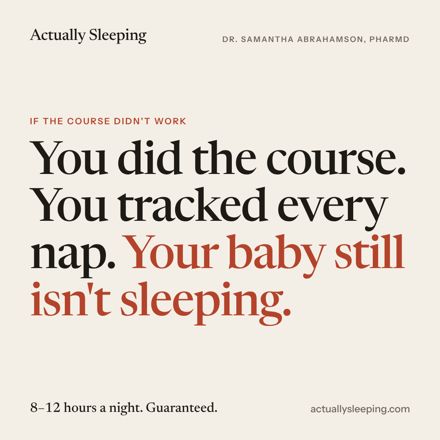 Actually Sleeping
DR. SAMANTHA ABRAHAMSON, PHARMD
IF THE COURSE DIDN'T WORK
You did the course.
You tracked every
nap. Your baby still
isn't sleeping.
8–12 hours a night. Guaranteed.
actuallysleeping.com